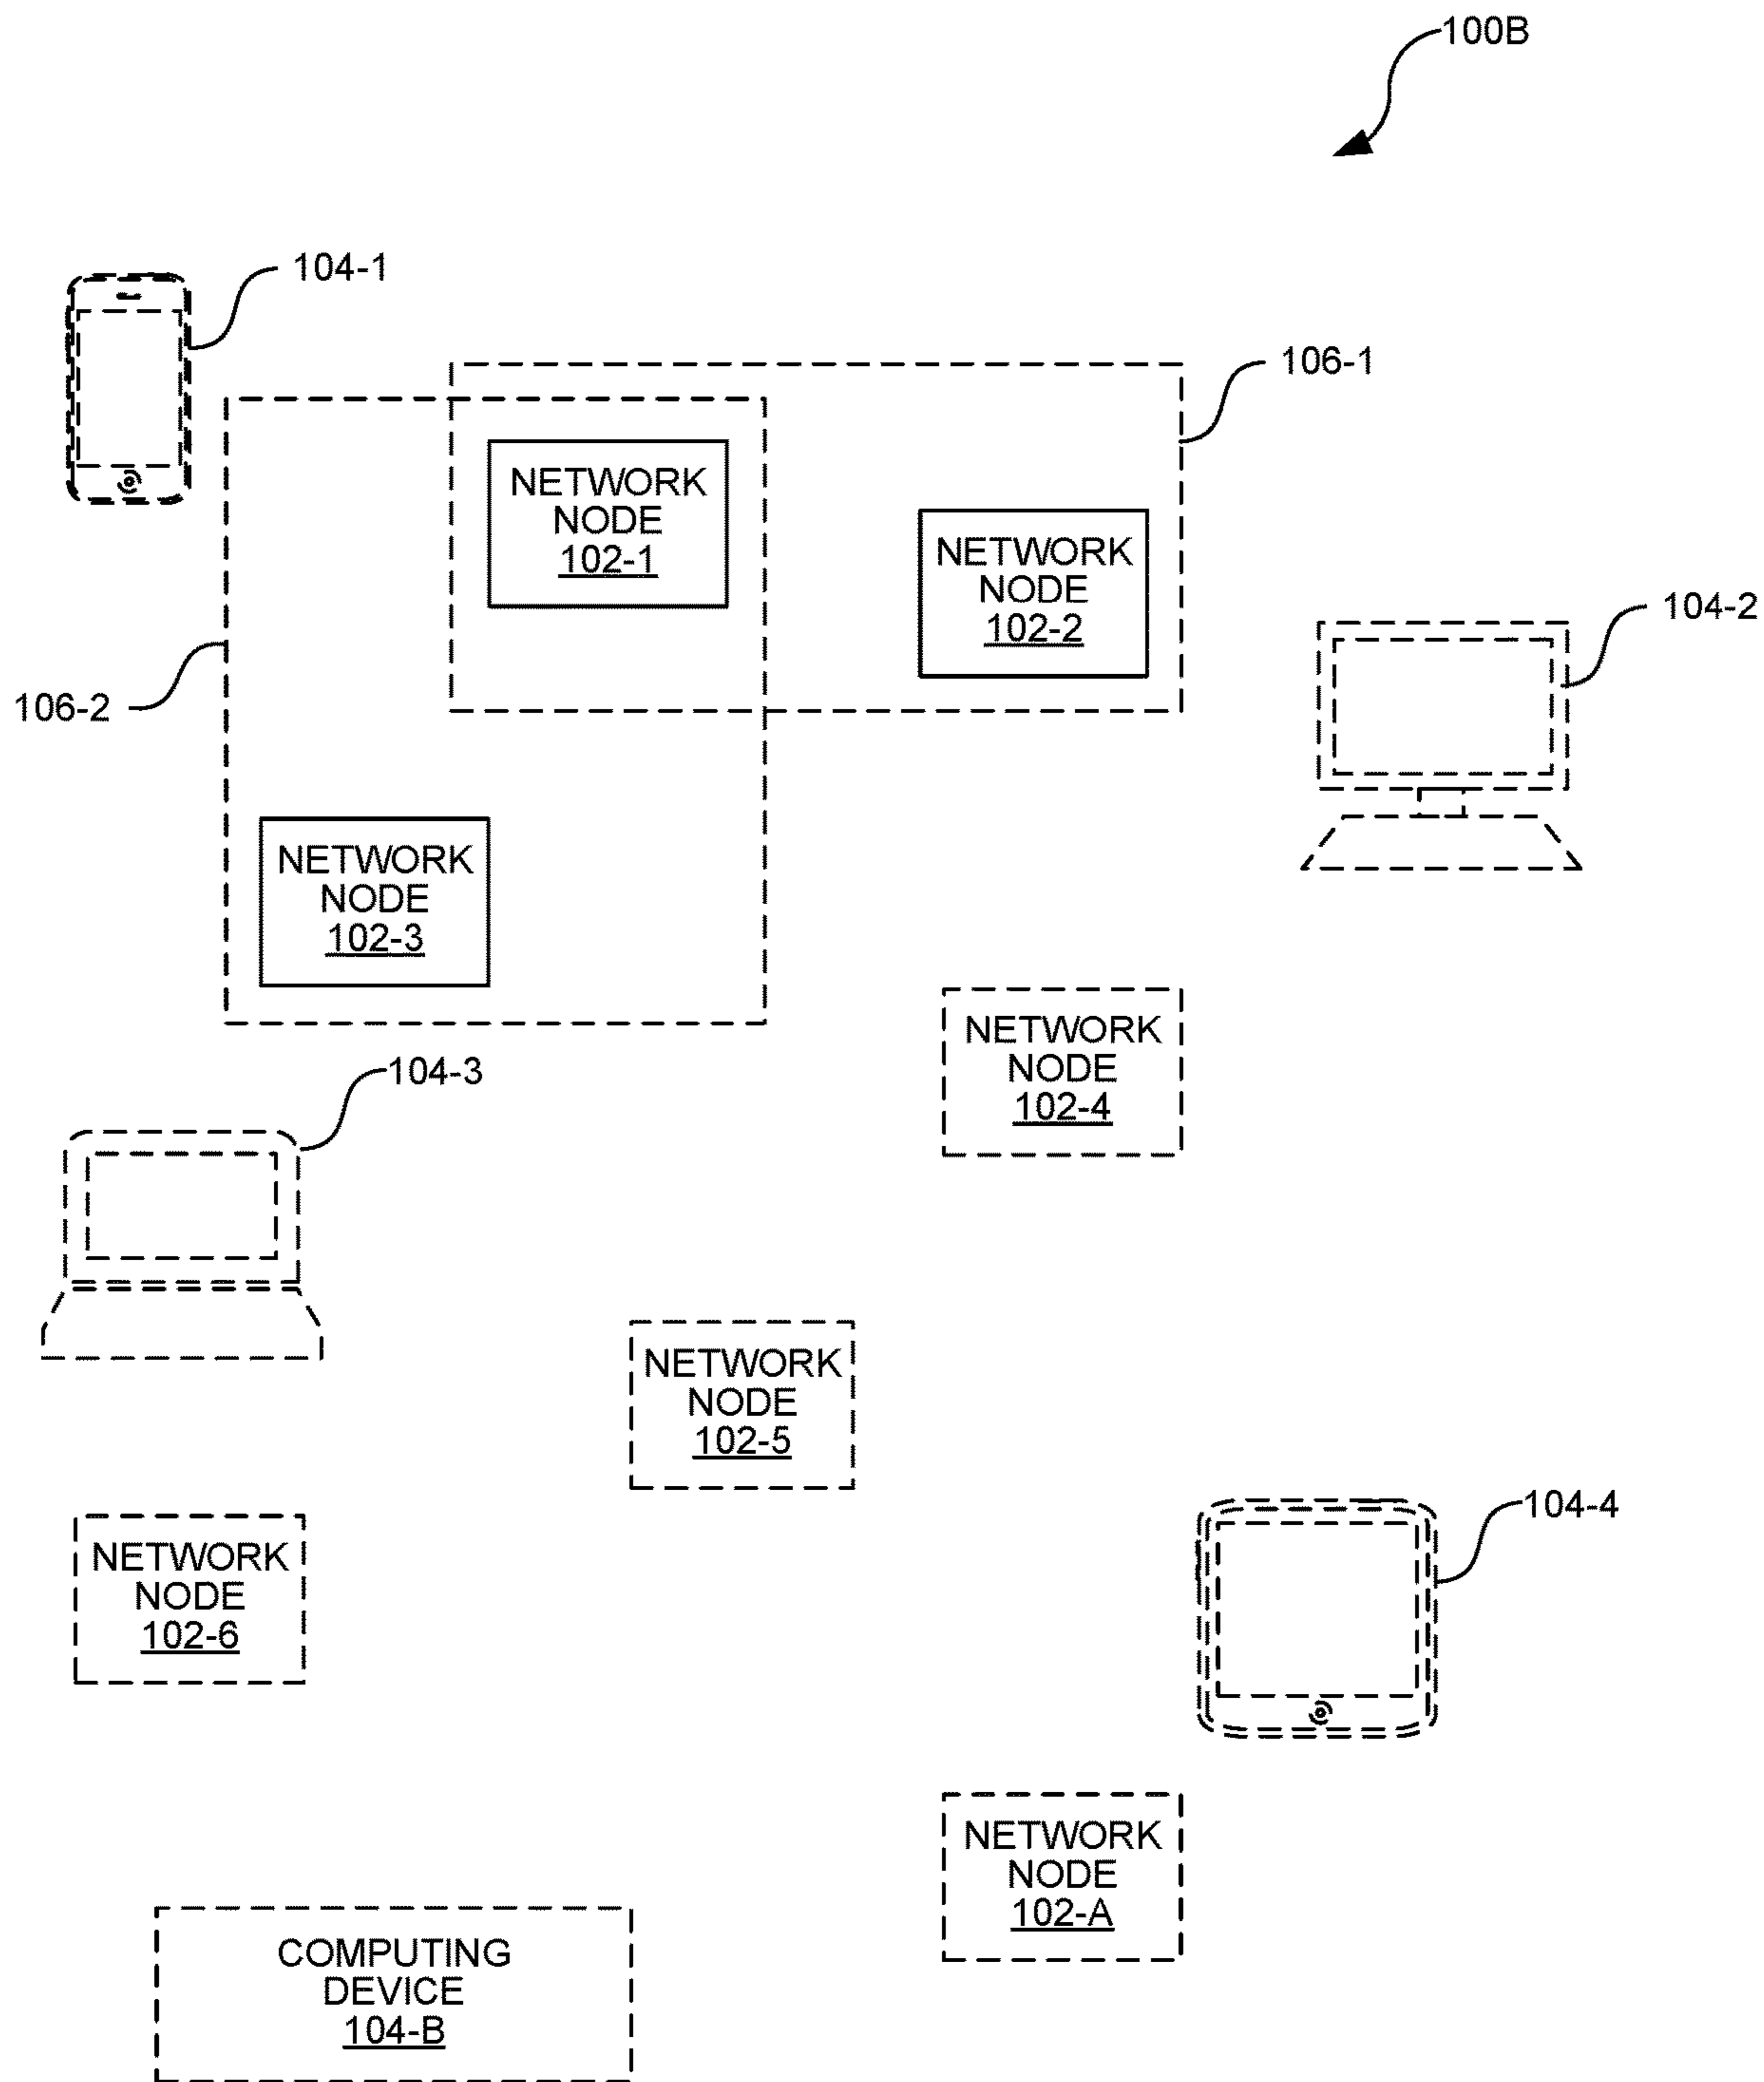 100B
104-1
106-1
NETWORK
NODE
102-1
NETWORK
NODE
102-2
104-2
106-2
NETWORK
NODE
102-3
NETWORK
NODE
102-4
104-3
NETWORK
NODE
102-5
104-4
NETWORK
NODE
102-6
NETWORK
NODE
102-A
COMPUTING
DEVICE
104-B